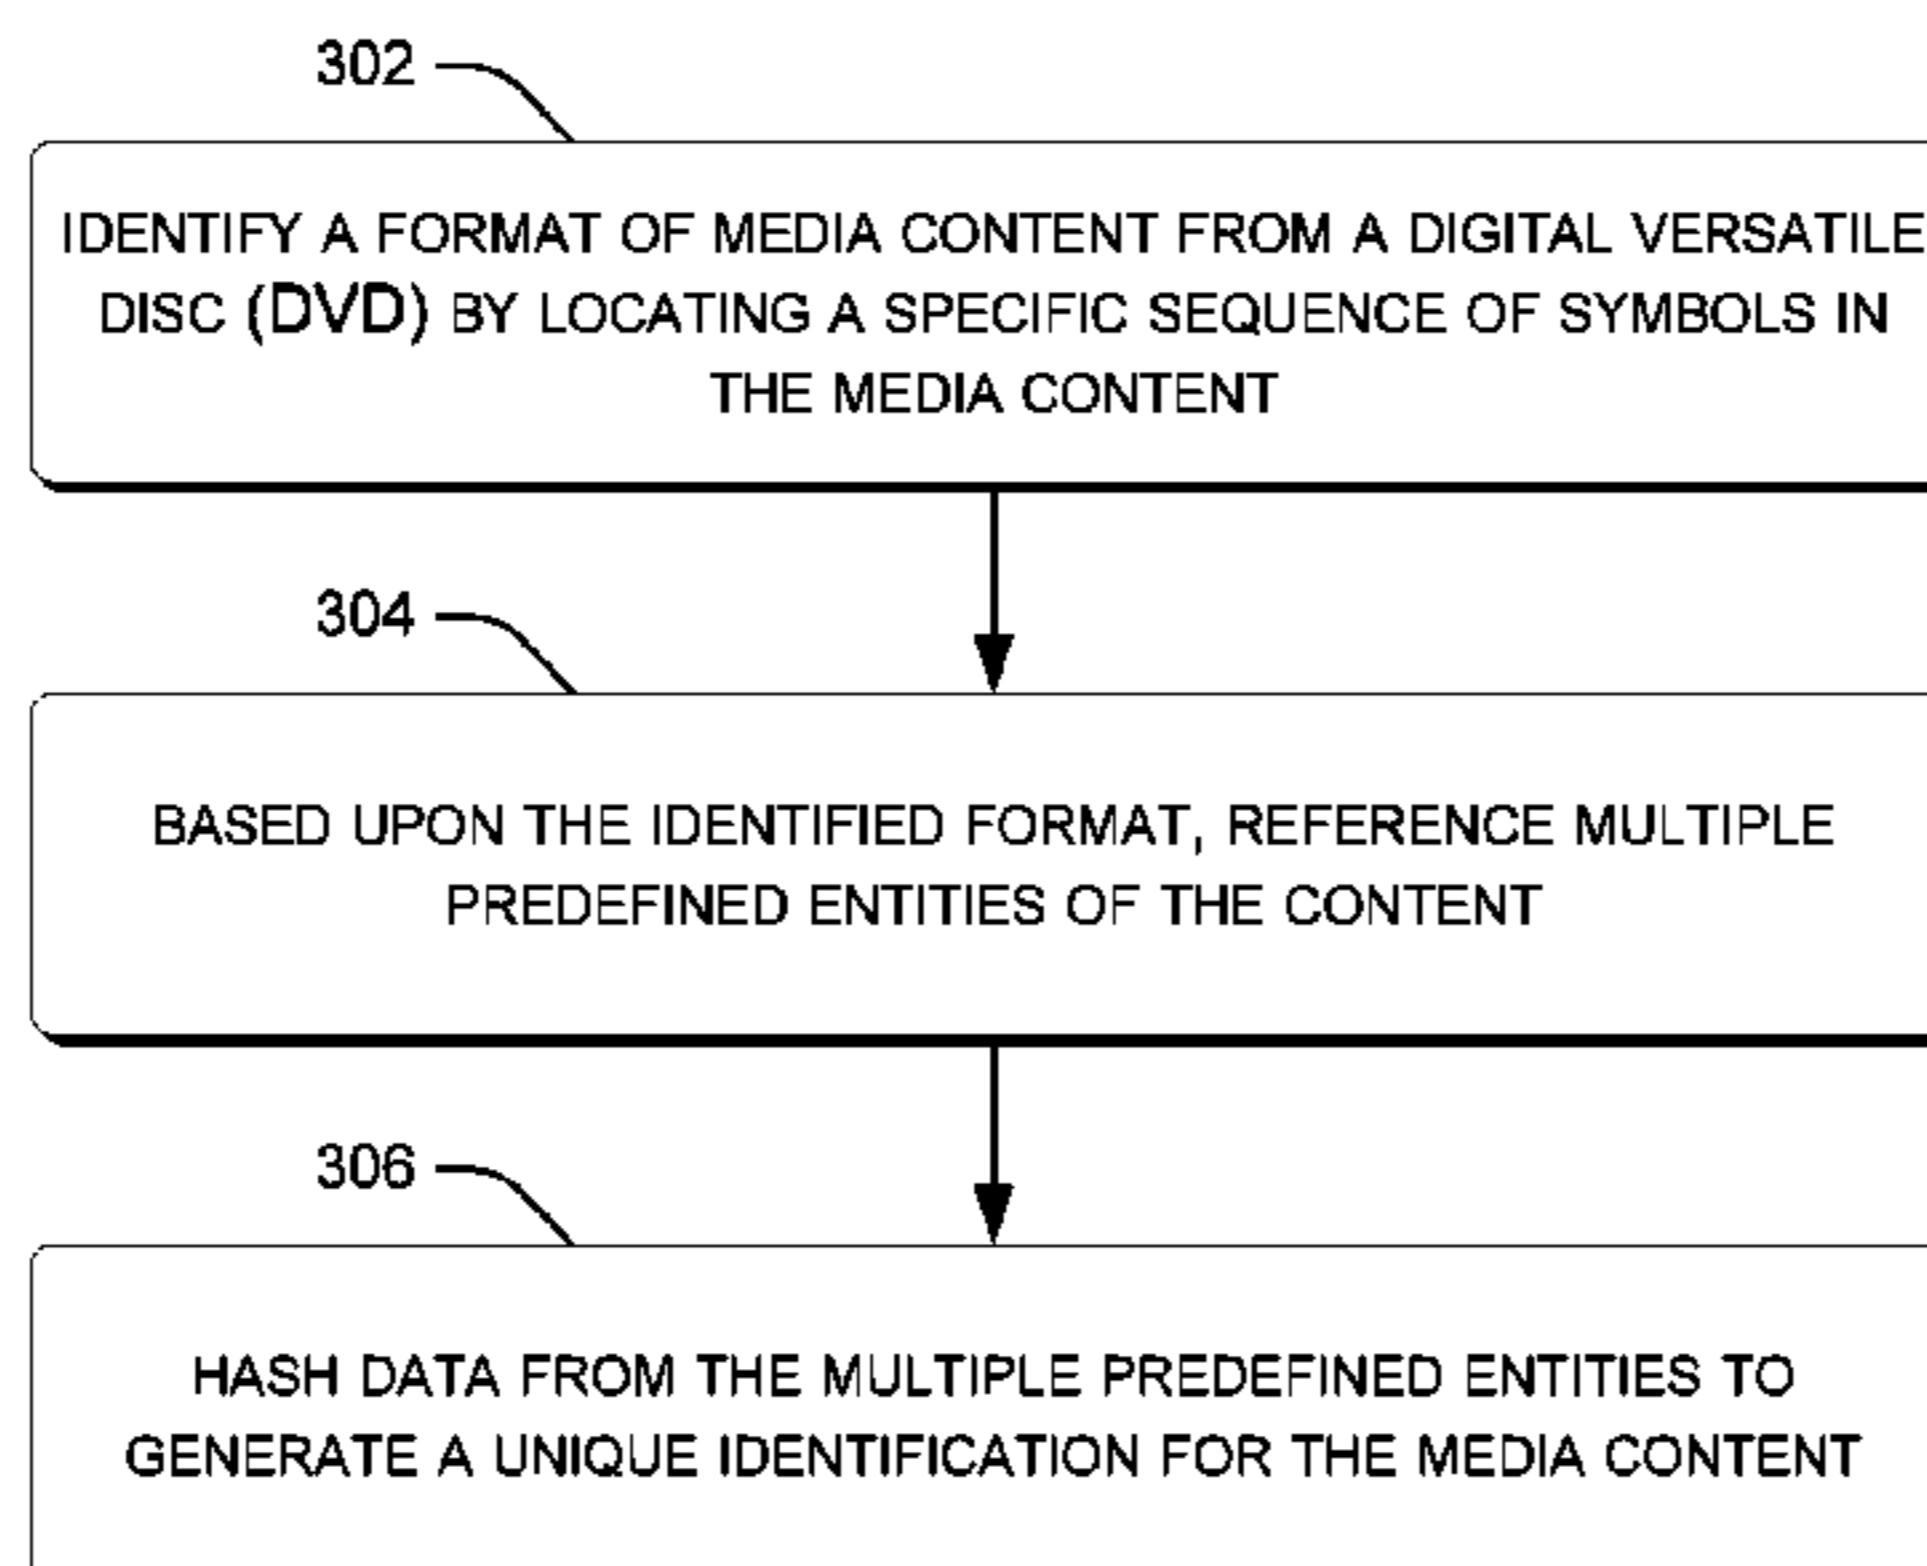 302
IDENTIFY A FORMAT OF MEDIA CONTENT FROM A DIGITAL VERSATILE
DISC (DVD) BY LOCATING A SPECIFIC SEQUENCE OF SYMBOLS IN
THE MEDIA CONTENT
304
BASED UPON THE IDENTIFIED FORMAT, REFERENCE MULTIPLE
PREDEFINED ENTITIES OF THE CONTENT
306
HASH DATA FROM THE MULTIPLE PREDEFINED ENTITIES TO
GENERATE A UNIQUE IDENTIFICATION FOR THE MEDIA CONTENT